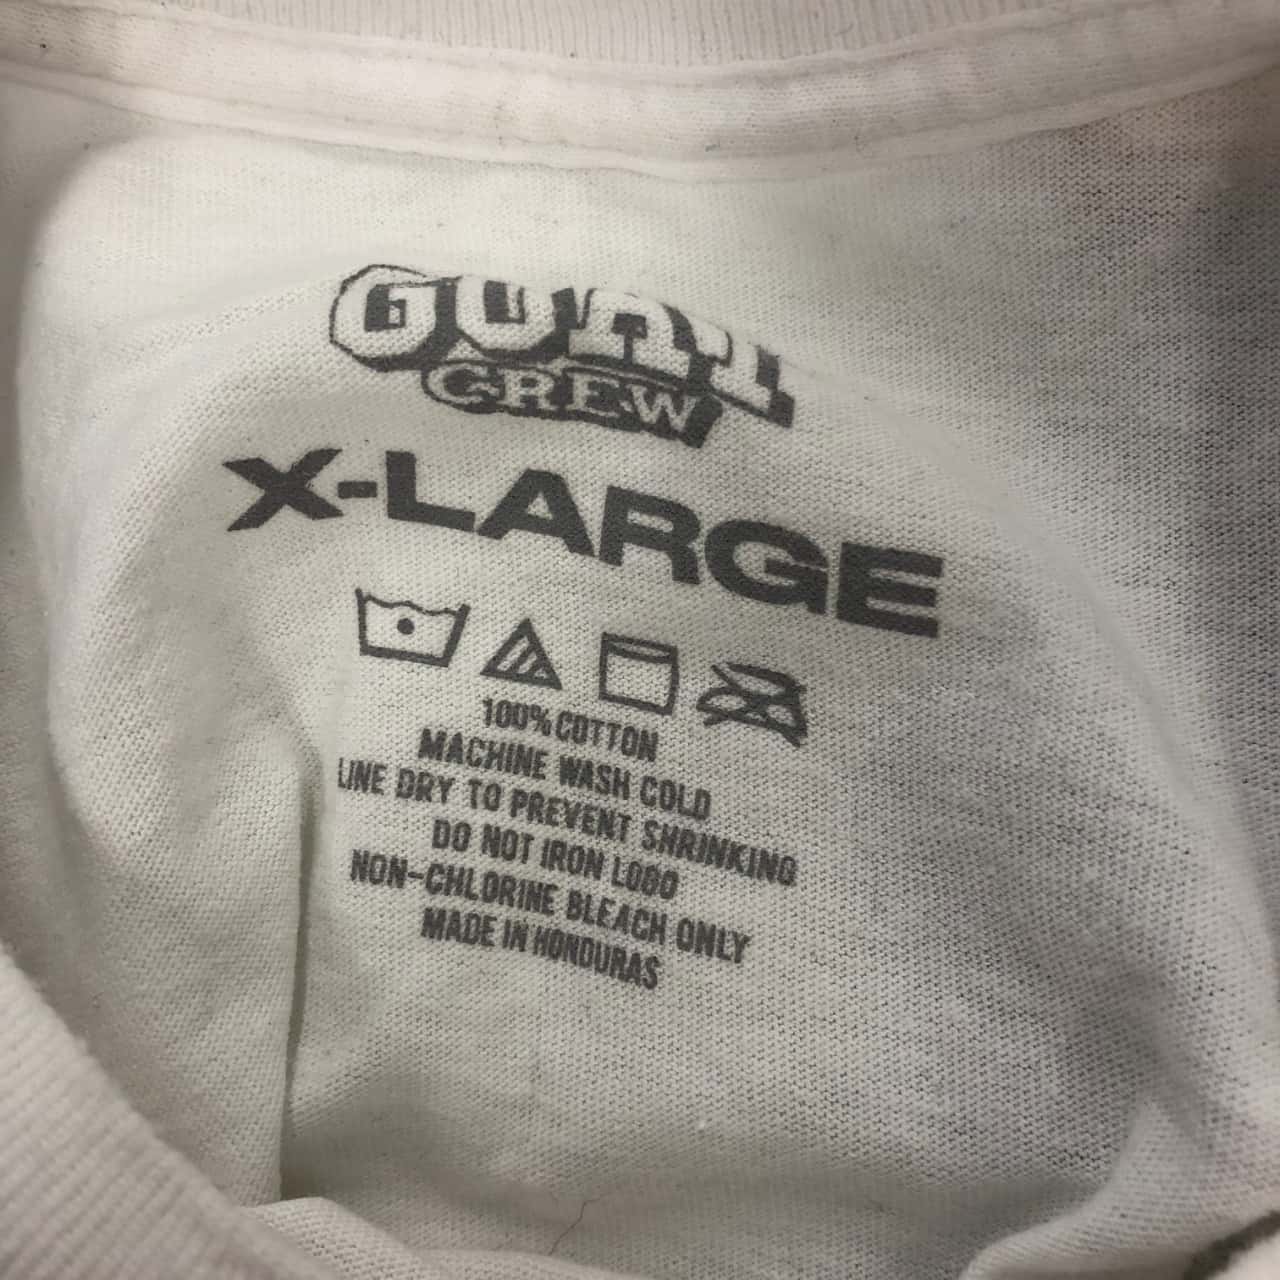 GOAT
CREW
X-LARGE
100% COTTON
MACHINE WASH COLD
LINE DRY TO PREVENT SHRINKING
DO NOT IRON LOGO
NON-CHLORINE BLEACH ONLY
MADE IN HONDURAS